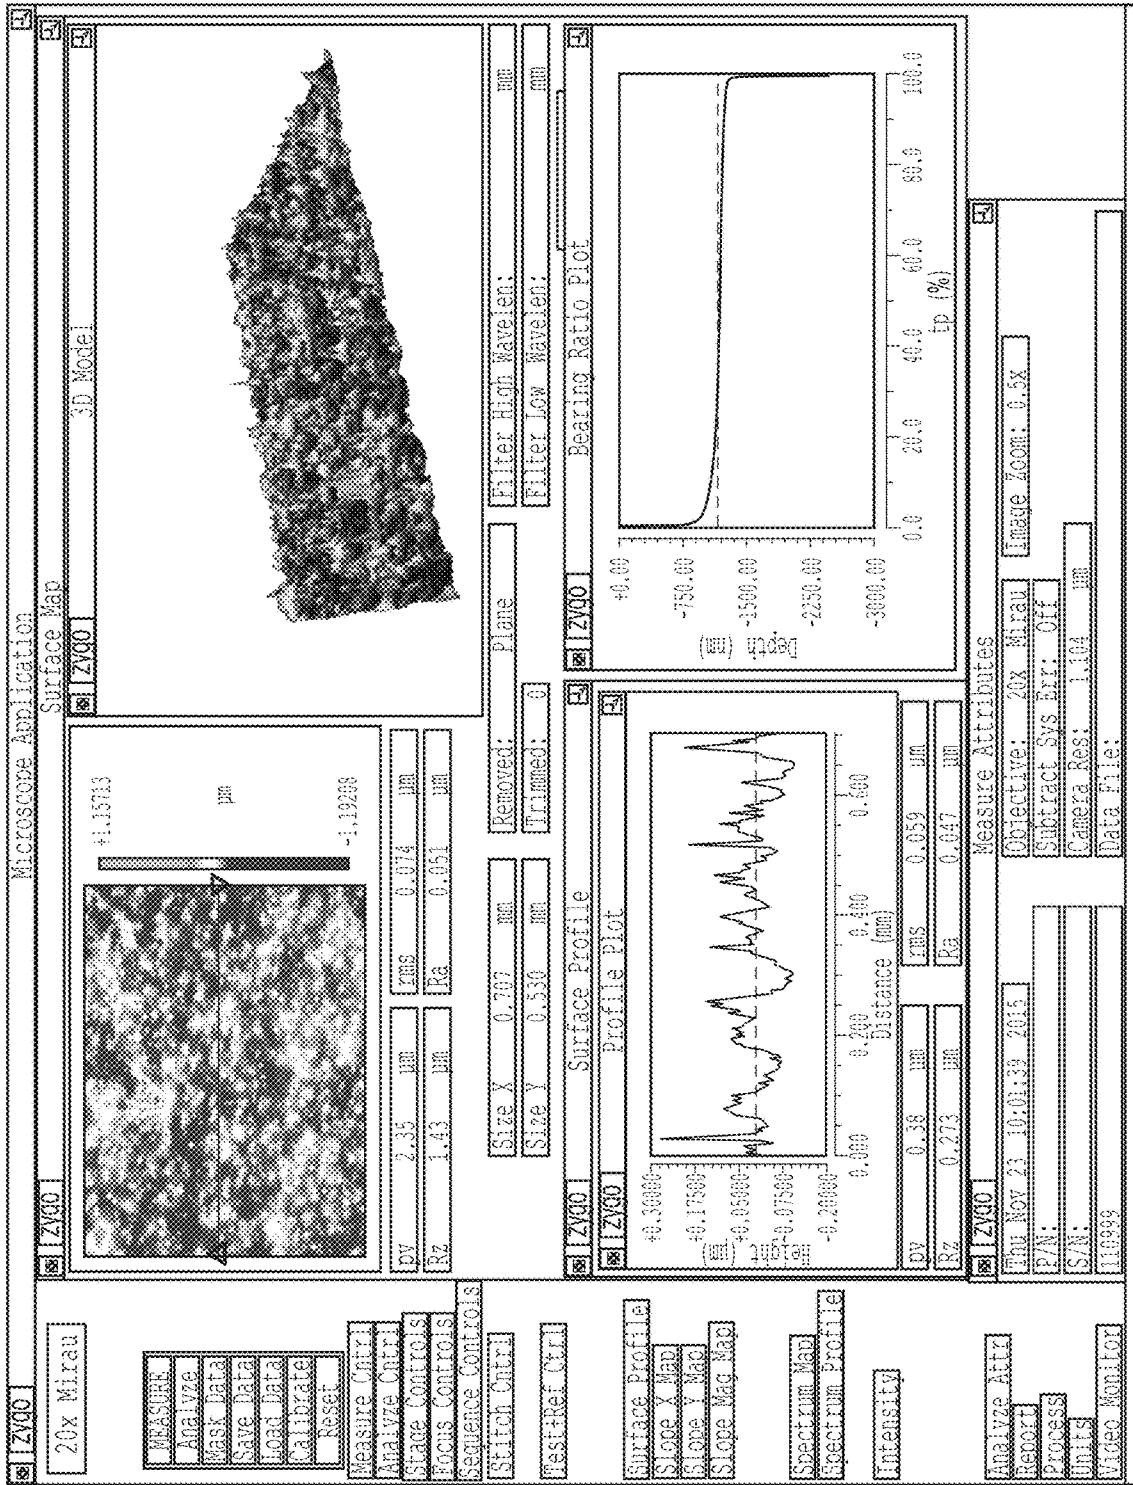 zygo Microscope Application
20x Mirau
MEASURE
Analyze
Mask Data
Save Data
Load Data
Calibrate
Reset
Measure Cntrl
Analyze Cntrl
Stage Controls
Focus Controls
Sequence Controls
Stitch Cntrl
TestRef Ctrl
Surface Profile
Slope X Map
Slope Y Map
Slope Mag Map
Spectrum Map
Spectrum Profile
Intensity
Analyze Attr
Report
Process
Units
Video Monitor
zygo Surface Map
+1.15713
µm
-1.19208
pv 2.35 µm
rms 0.074 µm
Rz 1.43 µm
Ra 0.051 µm
zygo 3D Model
Size X 0.707 mm
Removed: Plane
Filter High Wavelen: mm
Size Y 0.530 mm
Trimmed: 0
Filter Low Wavelen: mm
zygo Surface Profile
zygo Profile Plot
+0.30000
+0.17500
+0.05000
-0.07500
-0.20000
Height (µm)
0.000 0.200 0.400 0.600
Distance (mm)
pv 0.38 µm
rms 0.059 µm
Rz 0.273 µm
Ra 0.047 µm
zygo Bearing Ratio Plot
+0.00
-750.00
-1500.00
-2250.00
-3000.00
Depth (nm)
0.0 20.0 40.0 60.0 80.0 100.0
tp (%)
zygo Measure Attributes
Thu Nov 23 10:01:39 2015
Objective: 20x Mirau
Image Zoom: 0.5X
P/N:
Subtract Sys Err: Off
S/N:
Camera Res: 1.104 µm
118999
Data File: